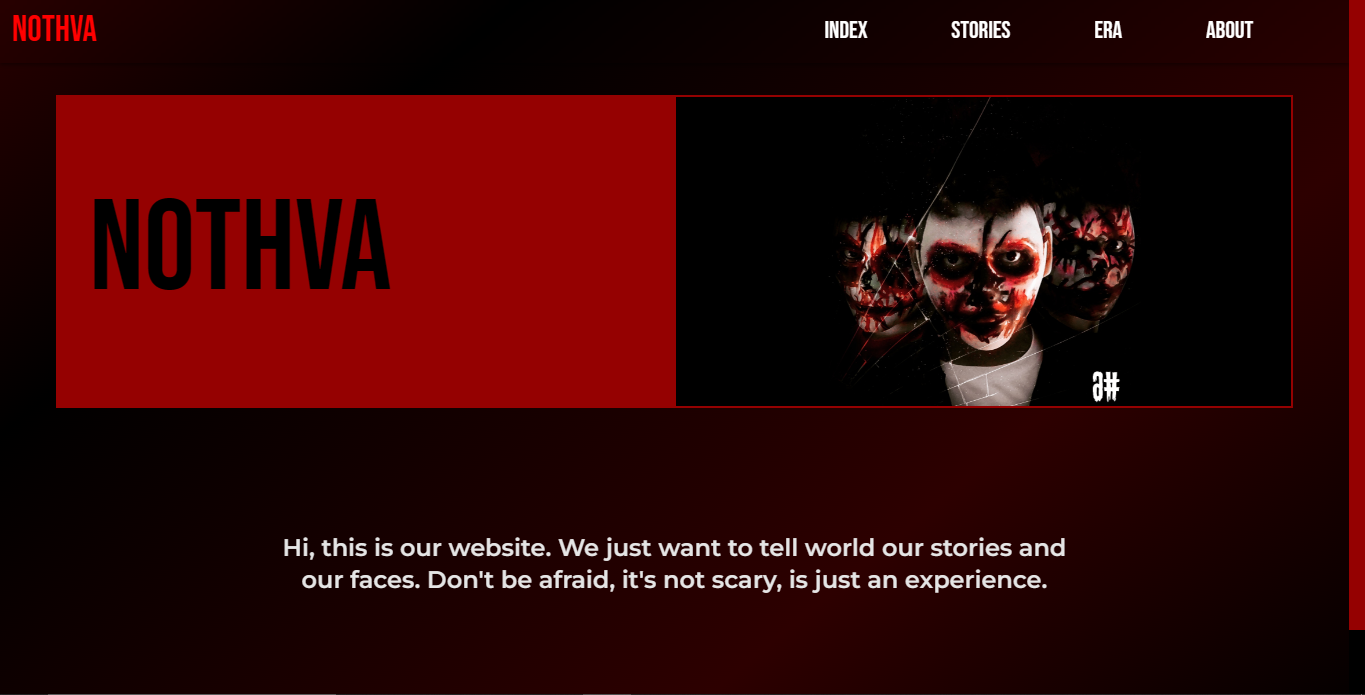 NOTHVA
INDEX STORIES ERA ABOUT
NOTHVA
a#
Hi, this is our website. We just want to tell world our stories and
our faces. Don't be afraid, it's not scary, is just an experience.